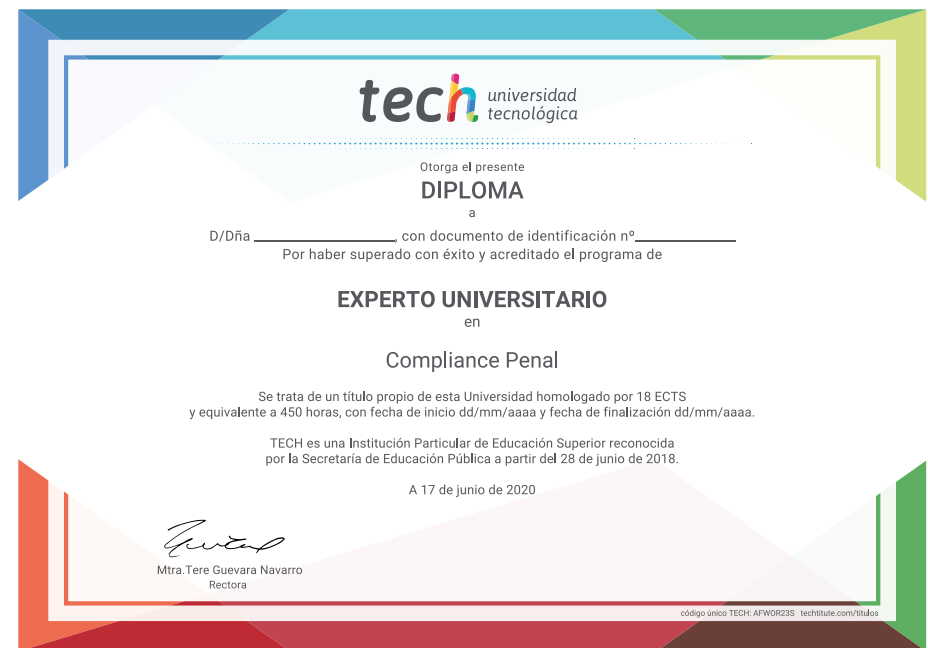 tech universidad
tecnológica
Otorga el presente
DIPLOMA
a
D/Dña ____________________, con documento de identificación nº______________
Por haber superado con éxito y acreditado el programa de
EXPERTO UNIVERSITARIO
en
Compliance Penal
Se trata de un título propio de esta Universidad homologado por 18 ECTS
y equivalente a 450 horas, con fecha de inicio dd/mm/aaaa y fecha de finalización dd/mm/aaaa.
TECH es una Institución Particular de Educación Superior reconocida
por la Secretaría de Educación Pública a partir del 28 de junio de 2018.
A 17 de junio de 2020
Mtra.Tere Guevara Navarro
Rectora
código único TECH: AFWOR23S techtitute.com/titulos